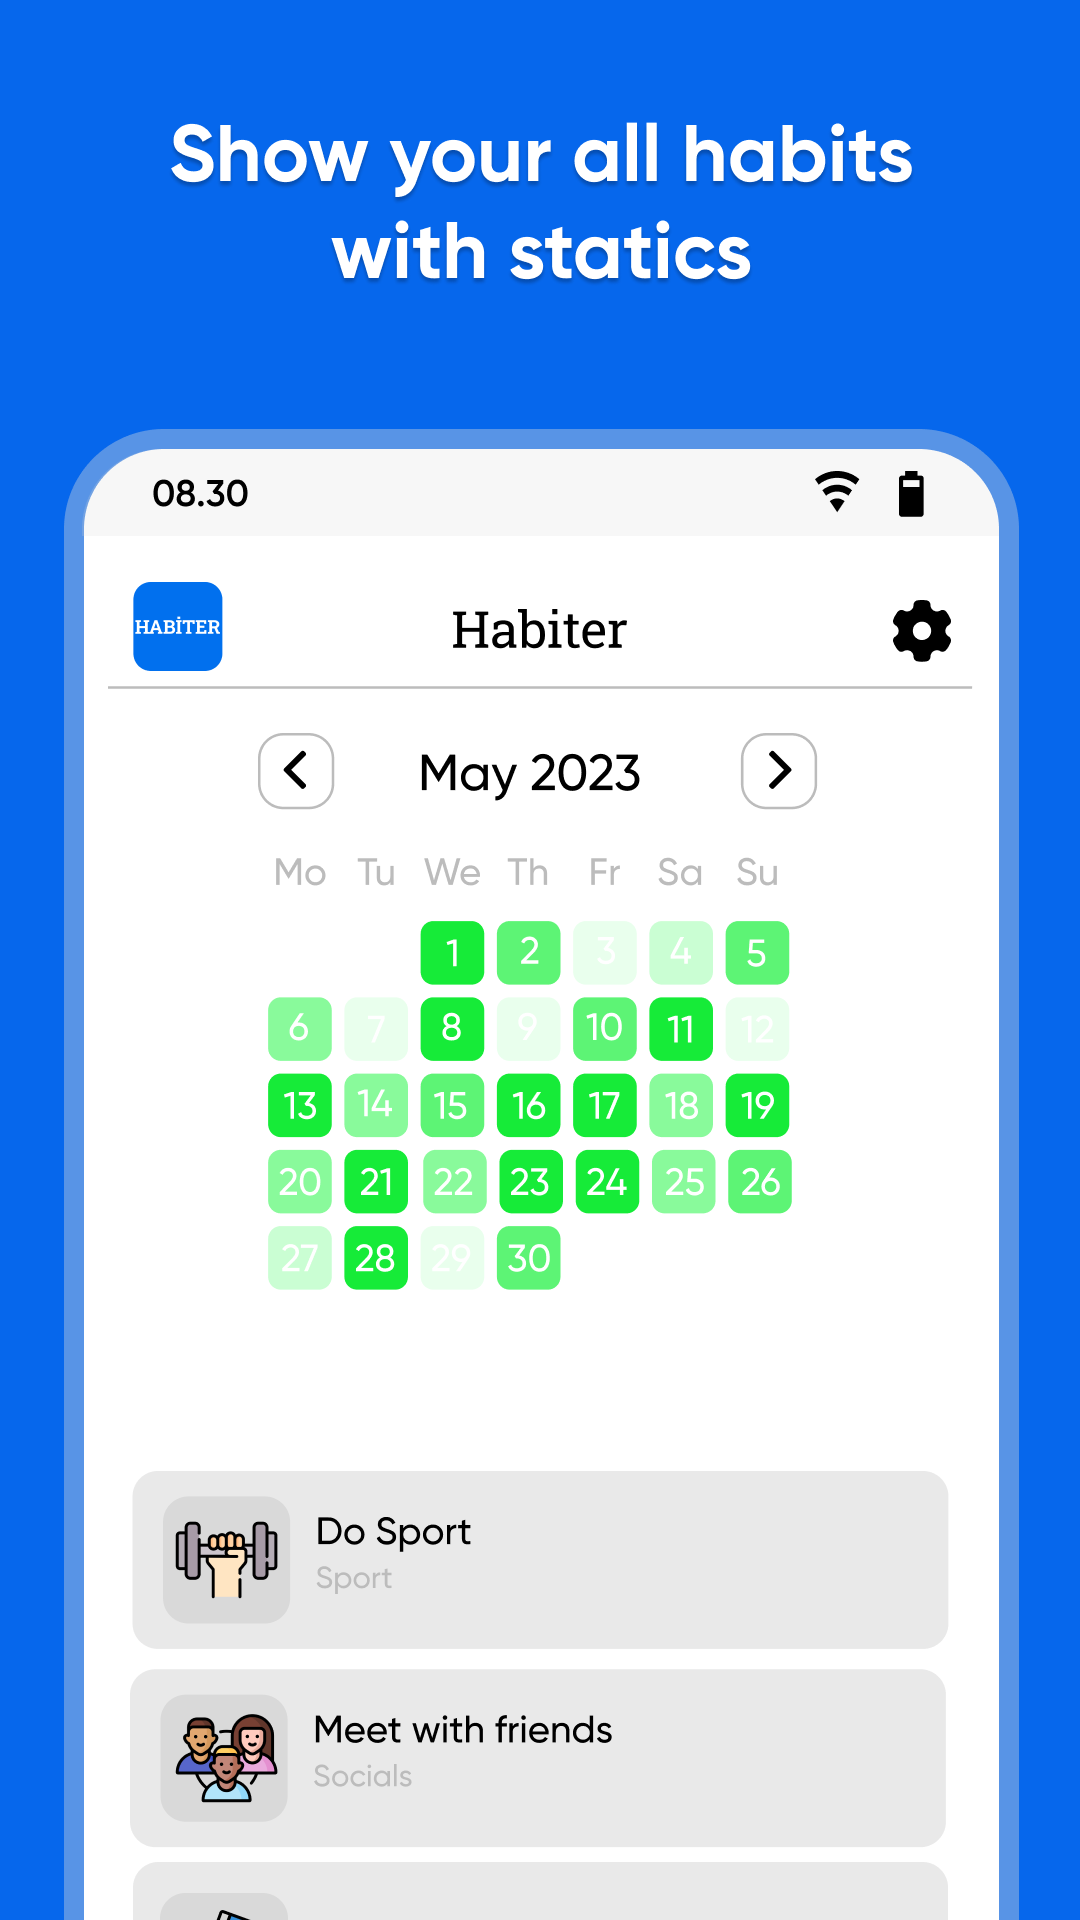 Show your all habits
with statics
08.30
HABİTER
Habiter
May 2023
Mo Tu We Th Fr Sa Su
1 2 3 4 5
6 7 8 9 10 11 12
13 14 15 16 17 18 19
20 21 22 23 24 25 26
27 28 29 30
Do Sport
Sport
Meet with friends
Socials